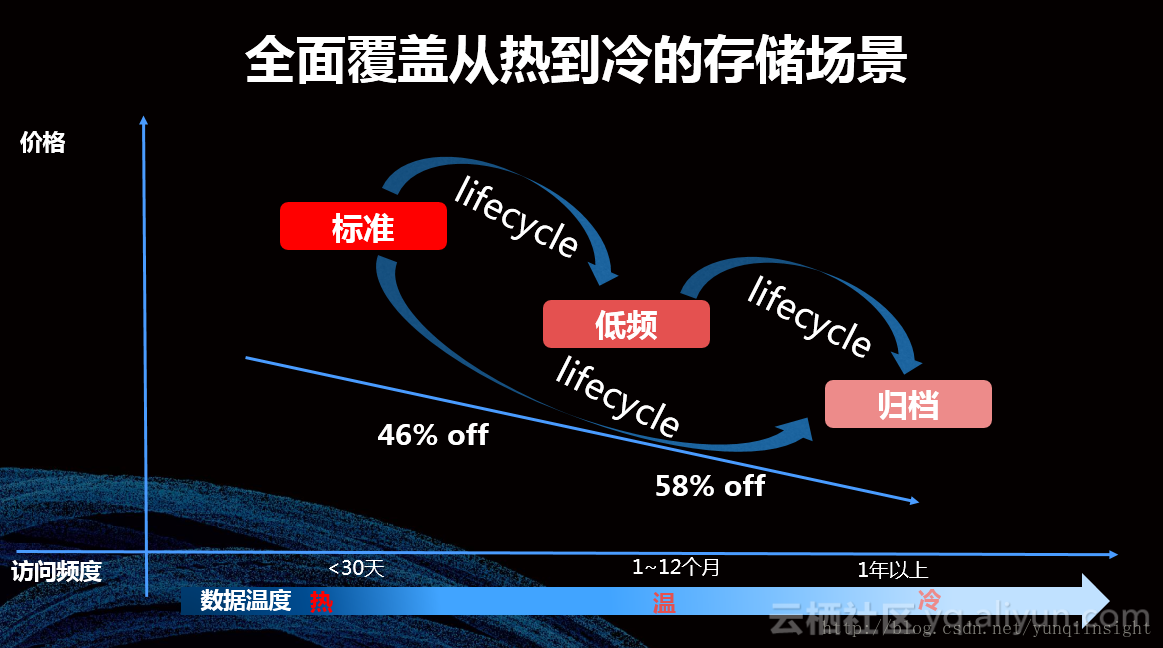 全面覆盖从热到冷的存储场景
价格
lifecycle
标准
lifecycle
低频
lifecycle
归档
46% off
58% off
访问频度
<30天
1~12个月
1年以上
数据温度
热
温
冷
云栖社区 yq.aliyun.com
http://blog.csdn.net/yunqiinsight